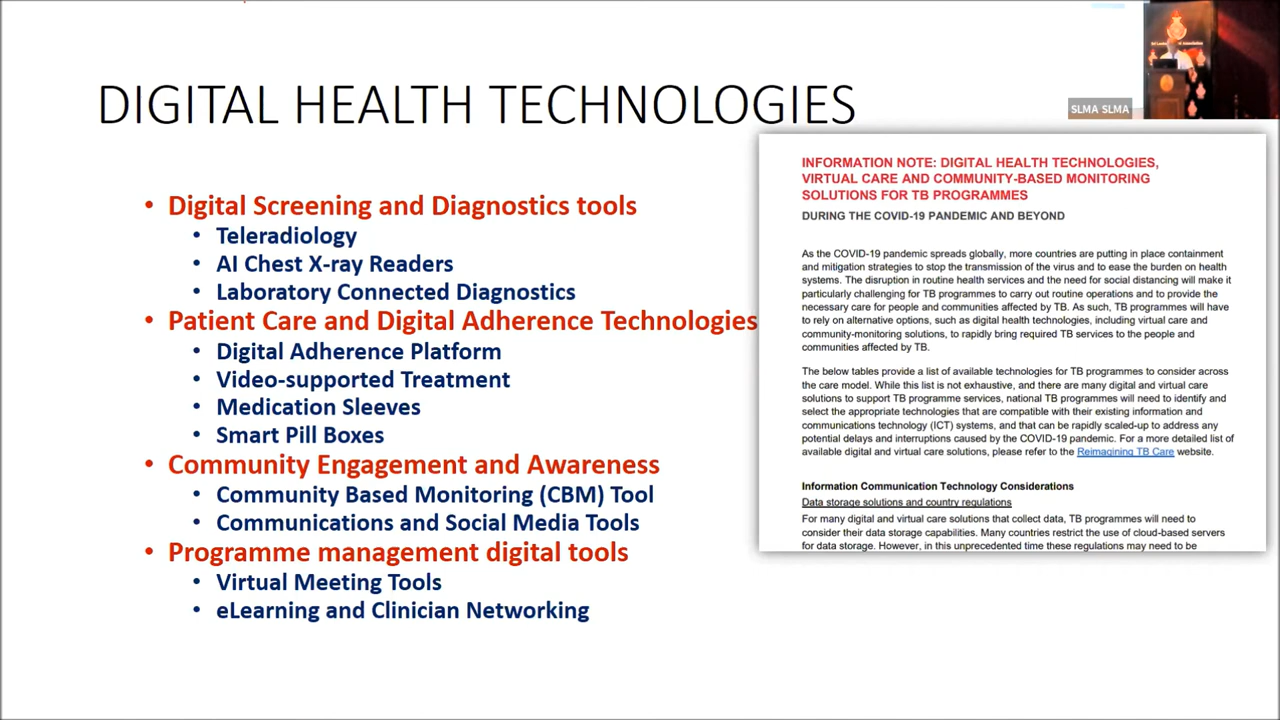 DIGITAL HEALTH TECHNOLOGIES
SLMA SLMA
• Digital Screening and Diagnostics tools
• Teleradiology
• AI Chest X-ray Readers
• Laboratory Connected Diagnostics
• Patient Care and Digital Adherence Technologies
• Digital Adherence Platform
• Video-supported Treatment
• Medication Sleeves
• Smart Pill Boxes
• Community Engagement and Awareness
• Community Based Monitoring (CBM) Tool
• Communications and Social Media Tools
• Programme management digital tools
• Virtual Meeting Tools
• eLearning and Clinician Networking
INFORMATION NOTE: DIGITAL HEALTH TECHNOLOGIES,
VIRTUAL CARE AND COMMUNITY-BASED MONITORING
SOLUTIONS FOR TB PROGRAMMES
DURING THE COVID-19 PANDEMIC AND BEYOND
As the COVID-19 pandemic spreads globally, more countries are putting in place containment
and mitigation strategies to stop the transmission of the virus and to ease the burden on health
systems. The disruption in routine health services and the need for social distancing will make it
particularly challenging for TB programmes to carry out routine operations and to provide the
necessary care for people and communities affected by TB. As such, TB programmes will have
to rely on alternative options, such as digital health technologies, including virtual care and
community-monitoring solutions, to rapidly bring required TB services to the people and
communities affected by TB.
The below tables provide a list of available technologies for TB programmes to consider across
the care model. While this list is not exhaustive, and there are many digital and virtual care
solutions to support TB programme services, national TB programmes will need to identify and
select the appropriate technologies that are compatible with their existing information and
communications technology (ICT) systems, and that can be rapidly scaled-up to address any
potential delays and interruptions caused by the COVID-19 pandemic. For a more detailed list of
available digital and virtual care solutions, please refer to the Reimagining TB Care website.
Information Communication Technology Considerations
Data storage solutions and country regulations
For many digital and virtual care solutions that collect data, TB programmes will need to
consider their data storage capabilities. Many countries restrict the use of cloud-based servers
for data storage. However, in this unprecedented time these regulations may need to be